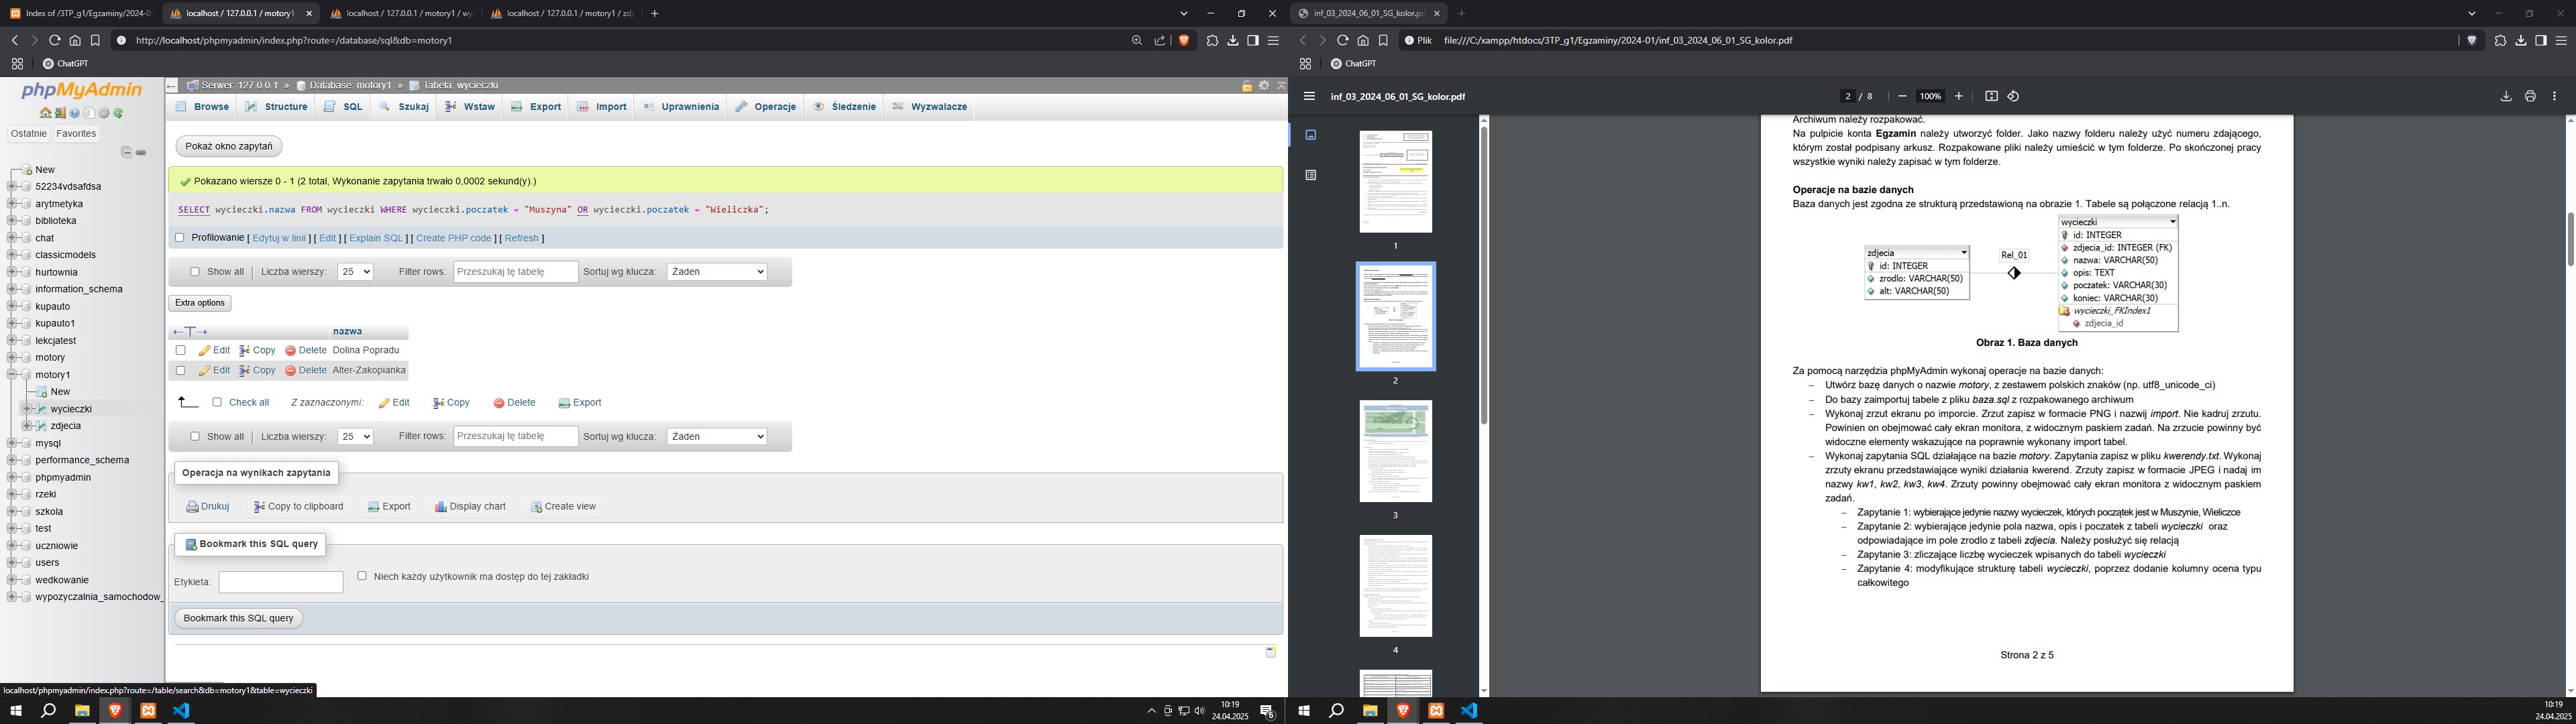 Index of /3TP_g1/Egzaminy/2024-0
localhost / 127.0.0.1 / motory1
localhost / 127.0.0.1 / motory1 / wy
localhost / 127.0.0.1 / motory1 / zdj
http://localhost/phpmyadmin/index.php?route=/database/sql&db=motory1
ChatGPT
phpMyAdmin
Ostatnie Favorites
New
52234vdsafdsa
arytmetyka
biblioteka
chat
classicmodels
hurtownia
information_schema
kupauto
kupauto1
lekcjatest
motory
motory1
New
wycieczki
zdjecia
mysql
performance_schema
phpmyadmin
rzeki
szkola
test
uczniowie
users
wedkowanie
wypozyczalnia_samochodow_
Serwer: 127.0.0.1 » Database: motory1 » Tabela: wycieczki
Browse Structure SQL Szukaj Wstaw Export Import Uprawnienia Operacje Śledzenie Wyzwalacze
Pokaż okno zapytań
Pokazano wiersze 0 - 1 (2 total, Wykonanie zapytania trwało 0,0002 sekund(y).)
SELECT wycieczki.nazwa FROM wycieczki WHERE wycieczki.poczatek = "Muszyna" OR wycieczki.poczatek = "Wieliczka";
Profilowanie [ Edytuj w linii ] [ Edit ] [ Explain SQL ] [ Create PHP code ] [ Refresh ]
Show all Liczba wierszy: 25 Filter rows: Przeszukaj tę tabelę Sortuj wg klucza: Żaden
Extra options
nazwa
Edit Copy Delete Dolina Popradu
Edit Copy Delete Alter-Zakopianka
Check all Z zaznaczonymi: Edit Copy Delete Export
Show all Liczba wierszy: 25 Filter rows: Przeszukaj tę tabelę Sortuj wg klucza: Żaden
Operacja na wynikach zapytania
Drukuj Copy to clipboard Export Display chart Create view
Bookmark this SQL query
Etykieta: Niech każdy użytkownik ma dostęp do tej zakładki
Bookmark this SQL query
localhost/phpmyadmin/index.php?route=/table/search&db=motory1&table=wycieczki
10:19
24.04.2025
6
inf_03_2024_06_01_SG_kolor.pd
Plik file:///C:/xampp/htdocs/3TP_g1/Egzaminy/2024-01/inf_03_2024_06_01_SG_kolor.pdf
ChatGPT
inf_03_2024_06_01_SG_kolor.pdf
2 / 8
100%
1
2
3
4
Archiwum należy rozpakować.
Na pulpicie konta Egzamin należy utworzyć folder. Jako nazwy folderu należy użyć numeru zdającego,
którym został podpisany arkusz. Rozpakowane pliki należy umieścić w tym folderze. Po skończonej pracy
wszystkie wyniki należy zapisać w tym folderze.
Operacje na bazie danych
Baza danych jest zgodna ze strukturą przedstawioną na obrazie 1. Tabele są połączone relacją 1..n.
zdjecia
id: INTEGER
zrodlo: VARCHAR(50)
alt: VARCHAR(50)
Rel_01
wycieczki
id: INTEGER
zdjecia_id: INTEGER (FK)
nazwa: VARCHAR(50)
opis: TEXT
poczatek: VARCHAR(30)
koniec: VARCHAR(30)
wycieczki_FKIndex1
zdjecia_id
Obraz 1. Baza danych
Za pomocą narzędzia phpMyAdmin wykonaj operacje na bazie danych:
– Utwórz bazę danych o nazwie motory, z zestawem polskich znaków (np. utf8_unicode_ci)
– Do bazy zaimportuj tabele z pliku baza.sql z rozpakowanego archiwum
– Wykonaj zrzut ekranu po imporcie. Zrzut zapisz w formacie PNG i nazwij import. Nie kadruj zrzutu.
Powinien on obejmować cały ekran monitora, z widocznym paskiem zadań. Na zrzucie powinny być
widoczne elementy wskazujące na poprawnie wykonany import tabel.
– Wykonaj zapytania SQL działające na bazie motory. Zapytania zapisz w pliku kwerendy.txt. Wykonaj
zrzuty ekranu przedstawiające wyniki działania kwerend. Zrzuty zapisz w formacie JPEG i nadaj im
nazwy kw1, kw2, kw3, kw4. Zrzuty powinny obejmować cały ekran monitora z widocznym paskiem
zadań.
– Zapytanie 1: wybierające jedynie nazwy wycieczek, których początek jest w Muszynie, Wieliczce
– Zapytanie 2: wybierające jedynie pola nazwa, opis i poczatek z tabeli wycieczki oraz
odpowiadające im pole zrodlo z tabeli zdjecia. Należy posłużyć się relacją
– Zapytanie 3: zliczające liczbę wycieczek wpisanych do tabeli wycieczki
– Zapytanie 4: modyfikujące strukturę tabeli wycieczki, poprzez dodanie kolumny ocena typu
całkowitego
Strona 2 z 5
10:19
24.04.2025